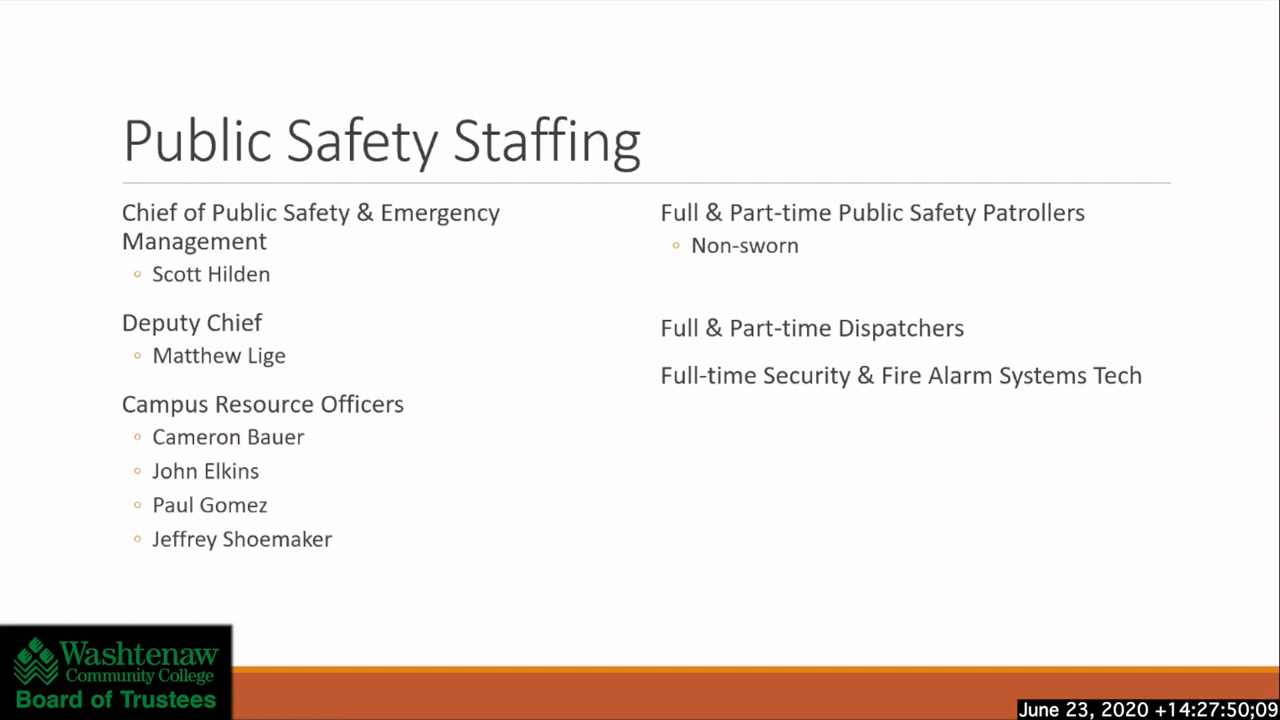 Public Safety Staffing
Chief of Public Safety & Emergency
Management
Scott Hilden
Deputy Chief
Matthew Lige
Campus Resource Officers
Cameron Bauer
John Elkins
Paul Gomez
Jeffrey Shoemaker
Full & Part-time Public Safety Patrollers
Non-sworn
Full & Part-time Dispatchers
Full-time Security & Fire Alarm Systems Tech
Washtenaw
Community College
Board of Trustees
June 23, 2020 +14:27:50;09